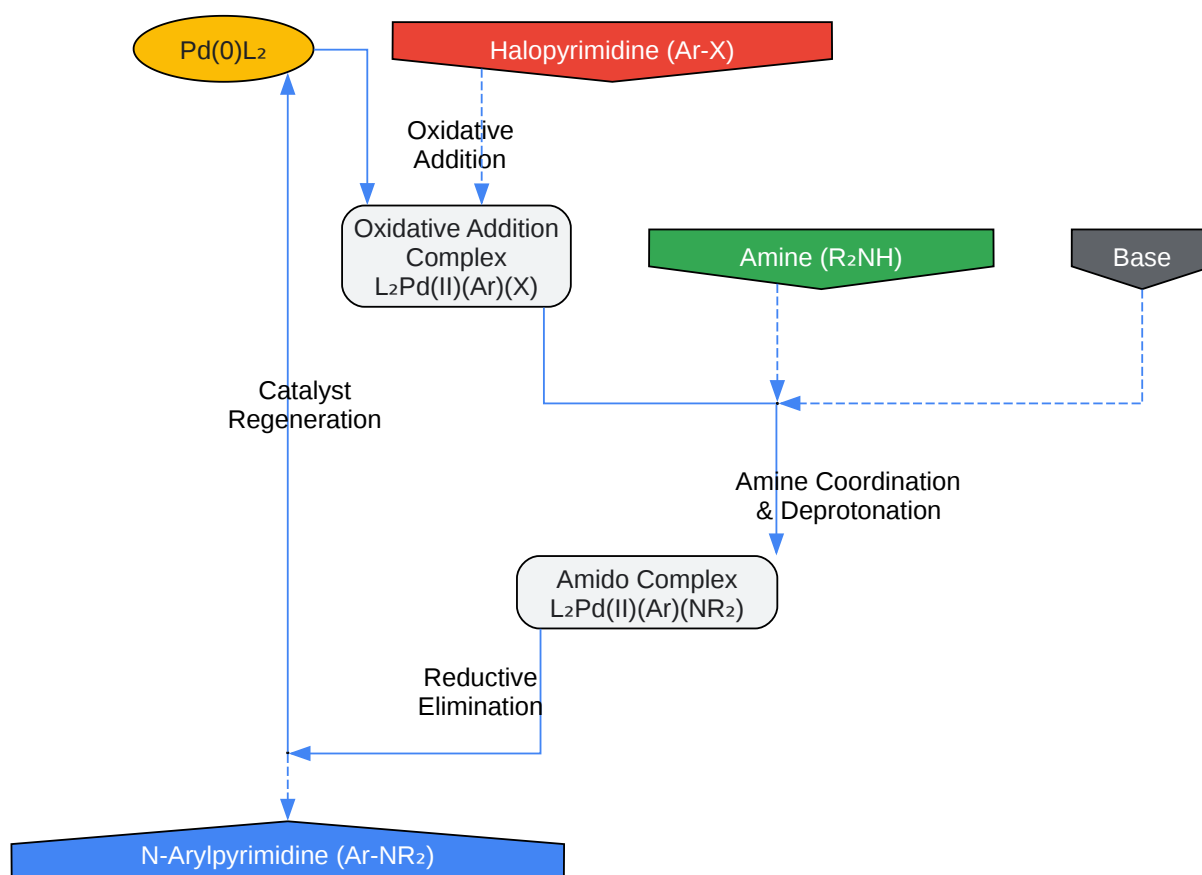 Pd(0)L₂
Halopyrimidine (Ar-X)
Oxidative
Addition
Oxidative Addition
Complex
L₂Pd(II)(Ar)(X)
Amine (R₂NH)
Base
Catalyst
Regeneration
Amine Coordination
& Deprotonation
Amido Complex
L₂Pd(II)(Ar)(NR₂)
Reductive
Elimination
N-Arylpyrimidine (Ar-NR₂)